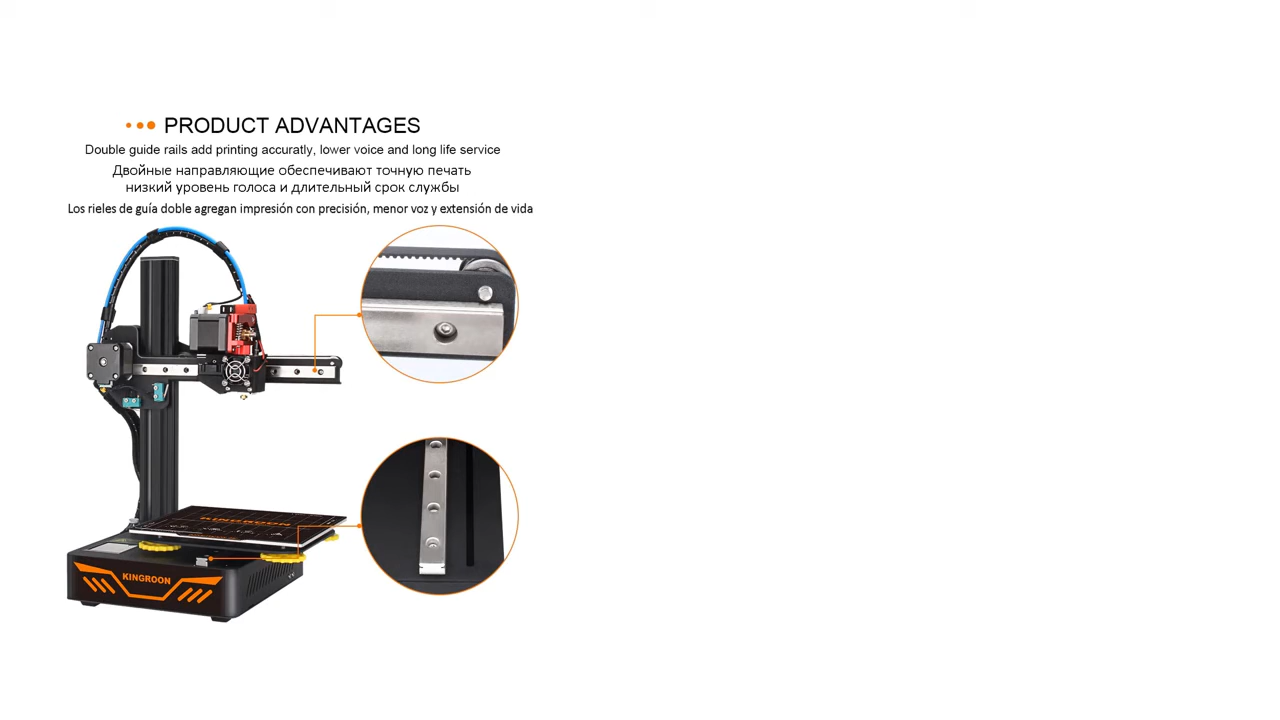 PRODUCT ADVANTAGES
Double guide rails add printing accuratly, lower voice and long life service
Двойные направляющие обеспечивают точную печать
низкий уровень голоса и длительный срок службы
Los rieles de guía doble agregan impresión con precisión, menor voz y extensión de vida
KINGROON
KINGROON